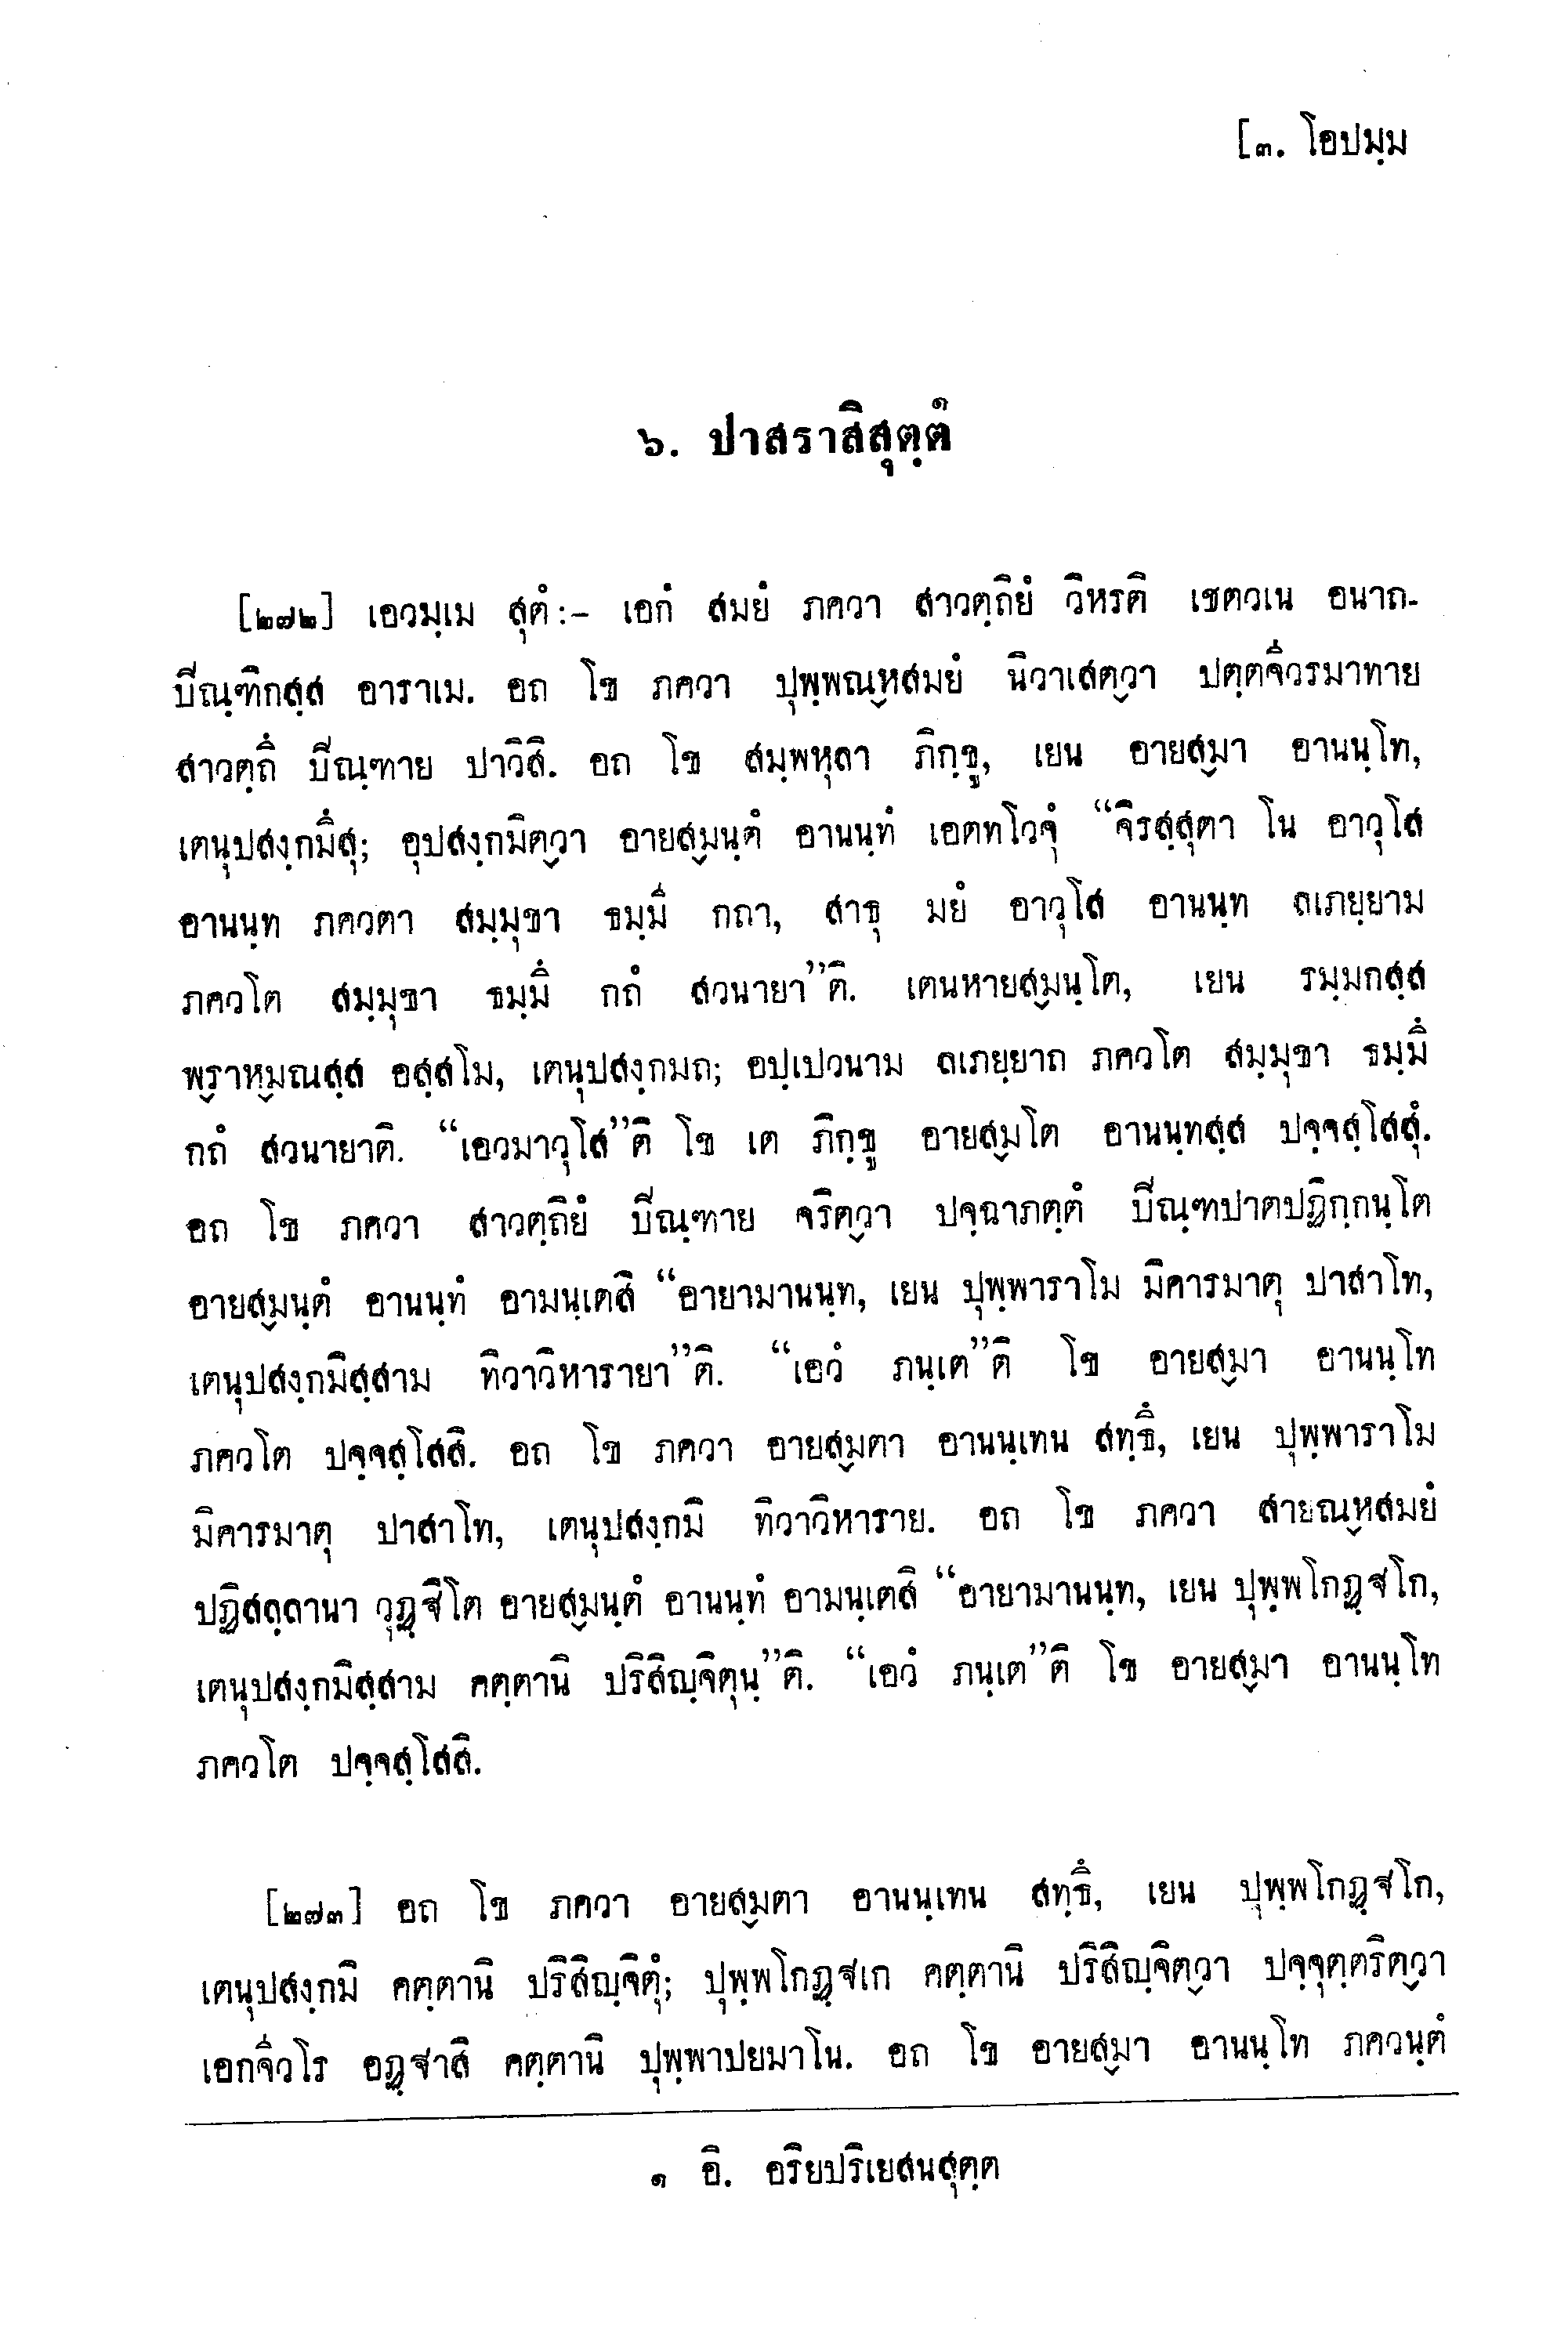 [๓. โอปมฺม
๖. ปาสราสิสุตฺตํ๑
[๒๗๒] เอวมฺเม สุตํ:– เอกํ สมยํ ภควา สาวตฺถิยํ วิหรติ เชตวเน อนาถ-
ปิณฺฑิกสฺส อาราเม. อถ โข ภควา ปุพฺพณฺหสมยํ นิวาเสตฺวา ปตฺตจีวรมาทาย
สาวตฺถึ ปิณฺฑาย ปาวิสิ. อถ โข สมฺพหุลา ภิกฺขู, เยน อายสฺมา อานนฺโท,
เตนุปสงฺกมึสุ; อุปสงฺกมิตฺวา อายสฺมนฺตํ อานนฺทํ เอตทโวจุํ “จิรสฺสุตา โน อาวุโส
อานนฺท ภควตา สมฺมุขา ธมฺมี กถา, สาธุ มยํ อาวุโส อานนฺท ลเภยฺยาม
ภควโต สมฺมุขา ธมฺมึ กถํ สวนายา”ติ. เตนหายสฺมนฺโต, เยน รมฺมกสฺส
พฺราหฺมณสฺส อสฺสโม, เตนุปสงฺกมถ; อปฺเปวนาม ลเภยฺยาถ ภควโต สมฺมุขา ธมฺมึ
กถํ สวนายาติ. “เอวมาวุโส”ติ โข เต ภิกฺขู อายสฺมโต อานนฺทสฺส ปจฺจสฺโสสุํ.
อถ โข ภควา สาวตฺถิยํ ปิณฺฑาย จริตฺวา ปจฺฉาภตฺตํ ปิณฺฑปาตปฏิกฺกนฺโต
อายสฺมนฺตํ อานนฺทํ อามนฺเตสิ “อายามานนฺท, เยน ปุพฺพาราโม มิคารมาตุ ปาสาโท,
เตนุปสงฺกมิสฺสาม ทิวาวิหารายา”ติ. “เอวํ ภนฺเต”ติ โข อายสฺมา อานนฺโท
ภควโต ปจฺจสฺโสสิ. อถ โข ภควา อายสฺมตา อานนฺเทน สทฺธึ, เยน ปุพฺพาราโม
มิคารมาตุ ปาสาโท, เตนุปสงฺกมิ ทิวาวิหาราย. อถ โข ภควา สายณฺหสมยํ
ปฏิสลฺลานา วุฏฺฐิโต อายสฺมนฺตํ อานนฺทํ อามนฺเตสิ “อายามานนฺท, เยน ปุพฺพโกฏฺฐโก,
เตนุปสงฺกมิสฺสาม คตฺตานิ ปริสิญฺจิตุนฺ”ติ. “เอวํ ภนฺเต”ติ โข อายสฺมา อานนฺโท
ภควโต ปจฺจสฺโสสิ.
[๒๗๓] อถ โข ภควา อายสฺมตา อานนฺเทน สทฺธึ, เยน ปุพฺพโกฏฺฐโก,
เตนุปสงฺกมิ คตฺตานิ ปริสิญฺจิตุํ; ปุพฺพโกฏฺฐเก คตฺตานิ ปริสิญฺจิตฺวา ปจฺจุตฺตริตฺวา
เอกจีวโร อฏฺฐาสิ คตฺตานิ ปุพฺพาปยมาโน. อถ โข อายสฺมา อานนฺโท ภควนฺตํ
๑ อิ. อริยปริเยสนสุตฺต